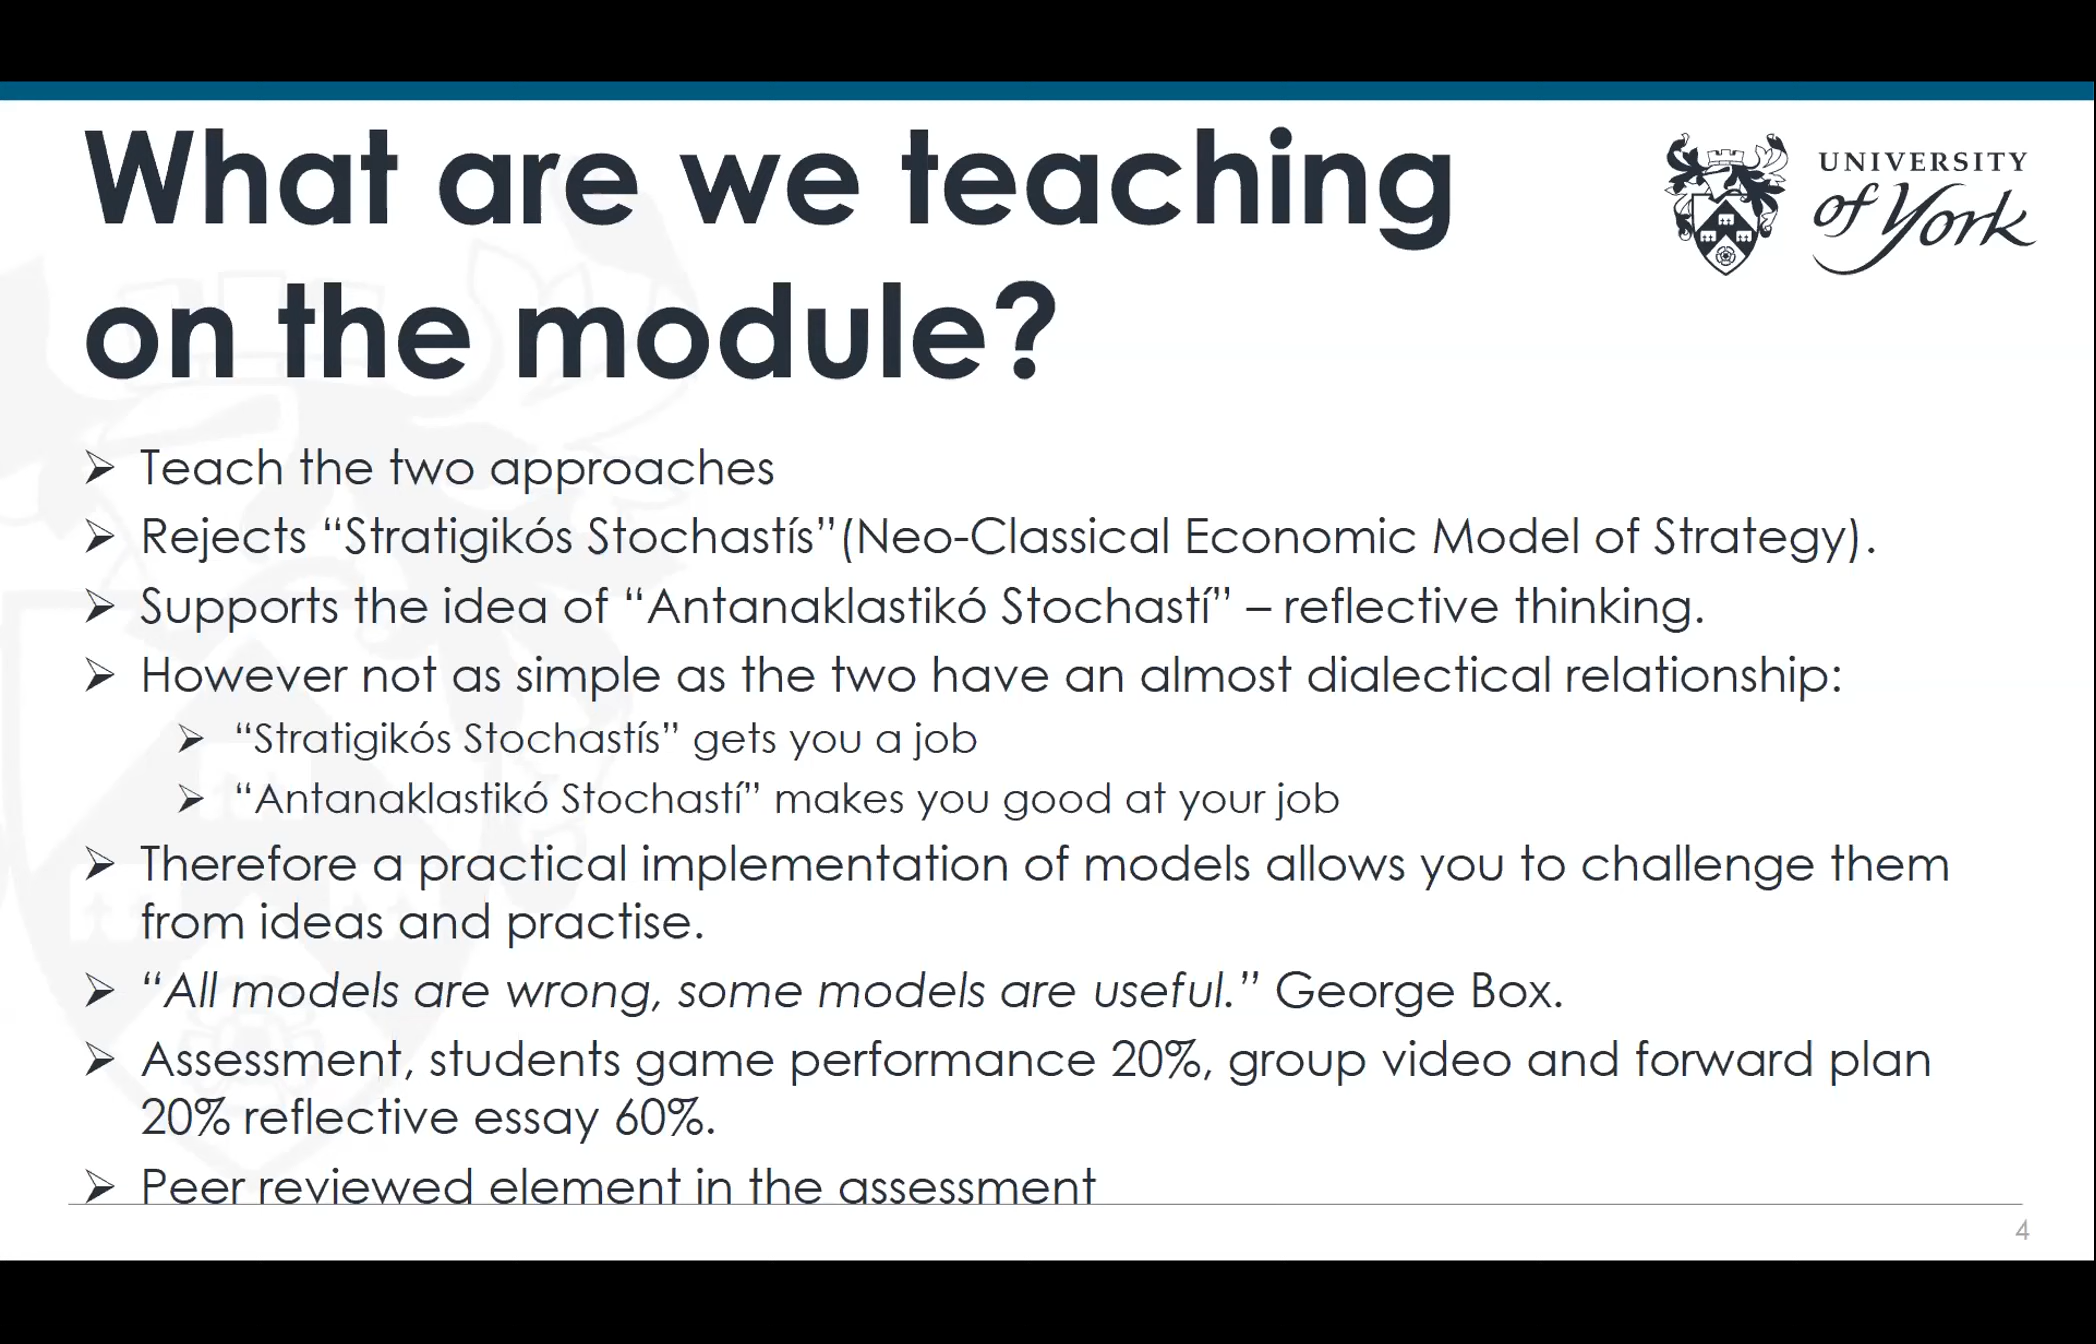 What are we teaching
on the module?
UNIVERSITY
of York
➢ Teach the two approaches
➢ Rejects “Stratigikós Stochastís”(Neo-Classical Economic Model of Strategy).
➢ Supports the idea of “Antanaklastikó Stochastí” – reflective thinking.
➢ However not as simple as the two have an almost dialectical relationship:
➢ “Stratigikós Stochastís” gets you a job
➢ “Antanaklastikó Stochastí” makes you good at your job
➢ Therefore a practical implementation of models allows you to challenge them
from ideas and practise.
➢ “All models are wrong, some models are useful.” George Box.
➢ Assessment, students game performance 20%, group video and forward plan
20% reflective essay 60%.
➢ Peer reviewed element in the assessment
4